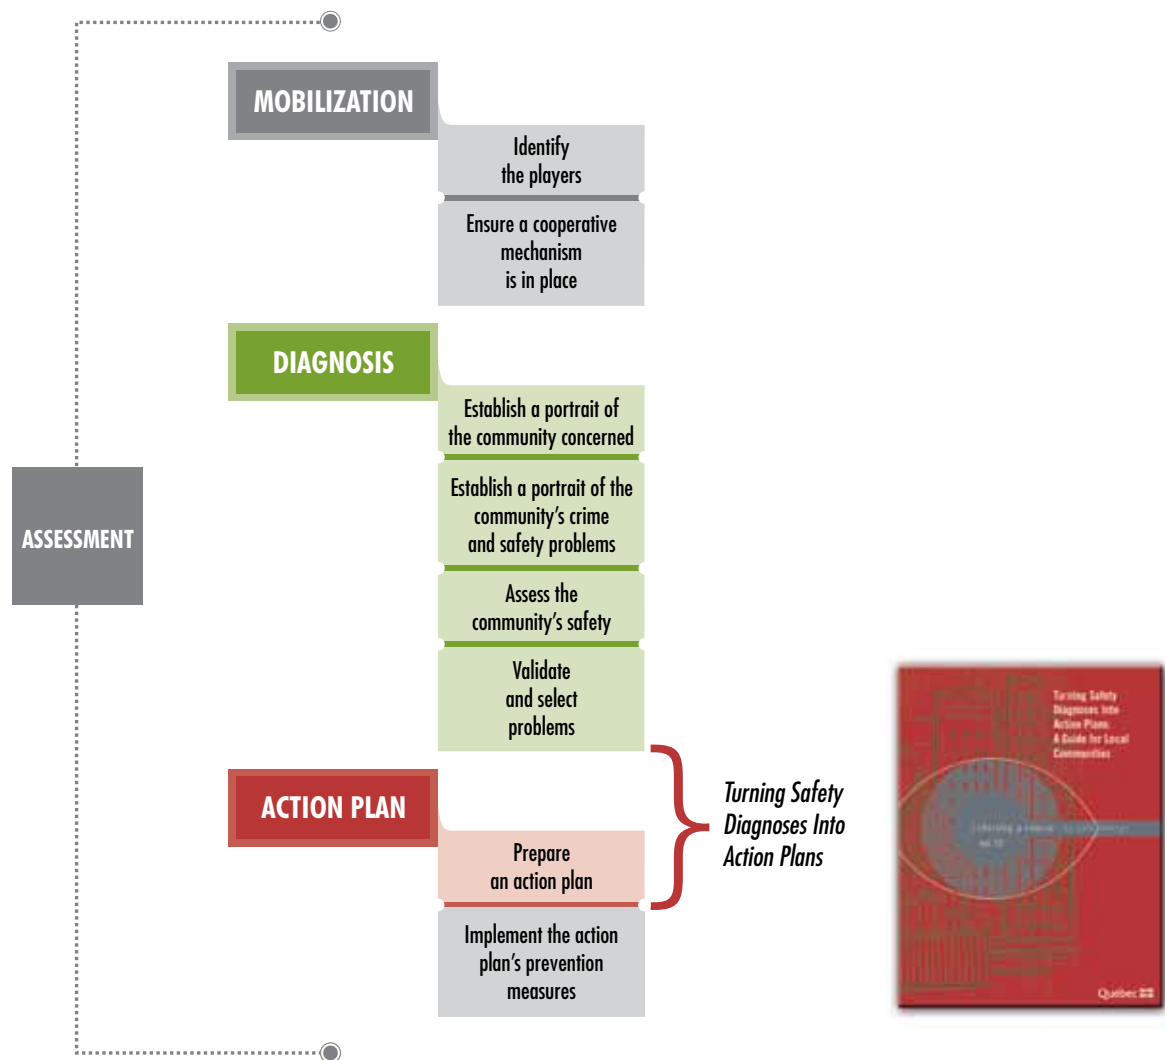 MOBILIZATION
Identify
the players
Ensure a cooperative
mechanism
is in place
DIAGNOSIS
Establish a portrait of
the community concerned
Establish a portrait of the
community's crime
and safety problems
ASSESSMENT
Assess the
community's safety
Validate
and select
problems
ACTION PLAN
Prepare
an action plan
Implement the action
plan's prevention
measures
Turning Safety
Diagnoses Into
Action Plans
Turning Safety
Diagnoses Into
Action Plans
A Guide for Local
Communities
Québec